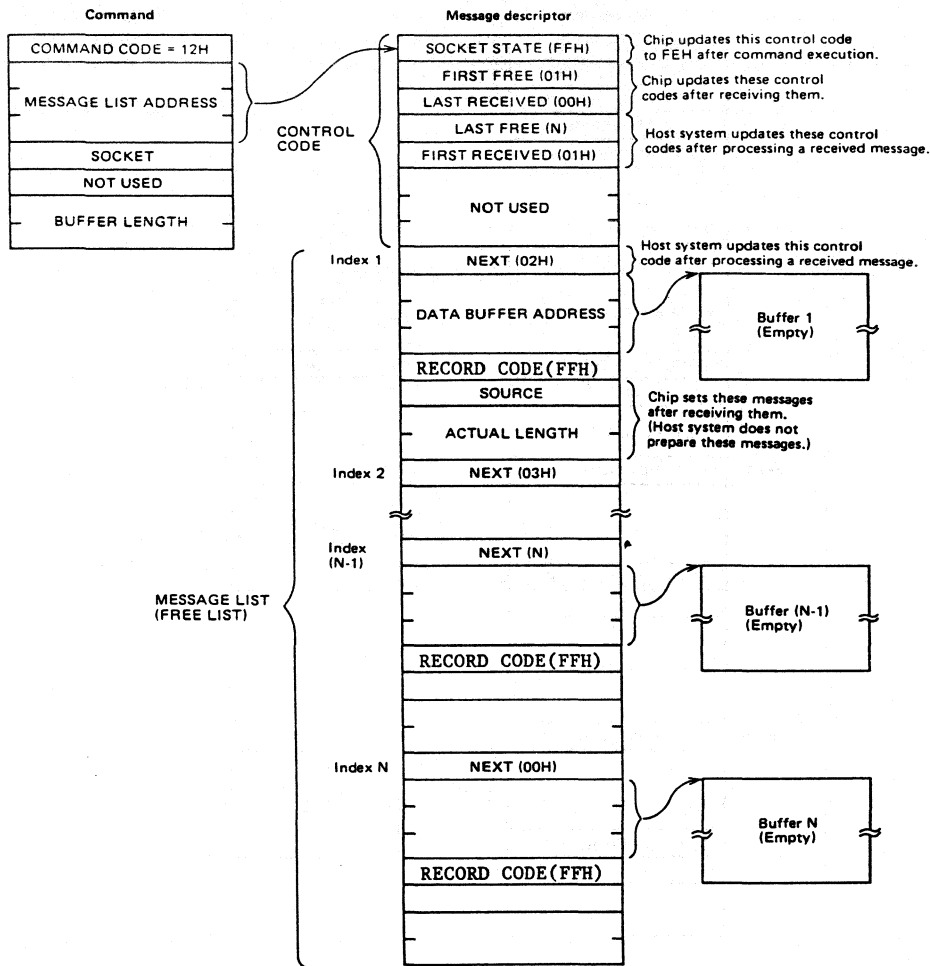 Command
COMMAND CODE = 12H
MESSAGE LIST ADDRESS
SOCKET
NOT USED
BUFFER LENGTH
Message descriptor
CONTROL
CODE
SOCKET STATE (FFH)
FIRST FREE (01H)
LAST RECEIVED (00H)
LAST FREE (N)
FIRST RECEIVED (01H)
NOT USED
Chip updates this control code
to FEH after command execution.
Chip updates these control
codes after receiving them.
Host system updates these control
codes after processing a received message.
MESSAGE LIST
(FREE LIST)
Index 1
NEXT (02H)
Host system updates this control
code after processing a received message.
DATA BUFFER ADDRESS
Buffer 1
(Empty)
RECORD CODE(FFH)
SOURCE
ACTUAL LENGTH
Chip sets these messages
after receiving them.
(Host system does not
prepare these messages.)
Index 2
NEXT (03H)
Index
(N-1)
NEXT (N)
Buffer (N-1)
(Empty)
RECORD CODE(FFH)
Index N
NEXT (00H)
Buffer N
(Empty)
RECORD CODE(FFH)